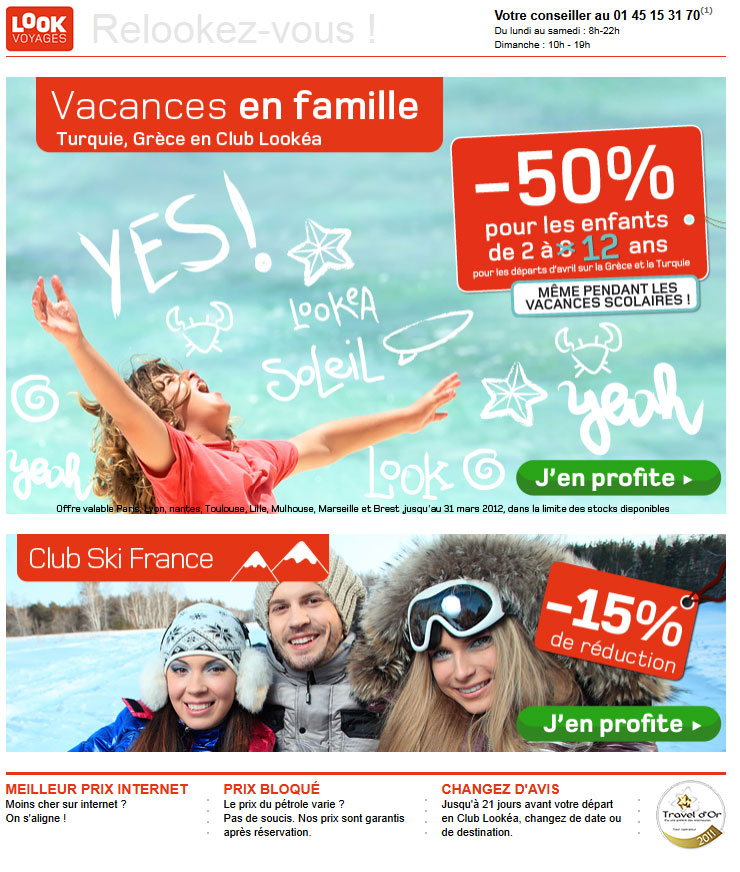 LOOK
VOYAGES
Relookez-vous !
Votre conseiller au 01 45 15 31 70(1)
Du lundi au samedi : 8h-22h
Dimanche : 10h - 19h
Vacances en famille
Turquie, Grèce en Club Lookéa
-50%
pour les enfants
de 2 à 8 12 ans
pour les départs d'avril sur la Grèce et la Turquie
MÊME PENDANT LES
VACANCES SCOLAIRES !
YES!
LOOKEA
SOLEIL
yeah
yeah
LOOK
J'en profite
Offre valable Paris, Lyon, nantes, Toulouse, Lille, Mulhouse, Marseille et Brest jusqu'au 31 mars 2012, dans la limite des stocks disponibles
Club Ski France
-15%
de réduction
J'en profite
MEILLEUR PRIX INTERNET
Moins cher sur internet ?
On s'aligne !
PRIX BLOQUÉ
Le prix du pétrole varie ?
Pas de soucis. Nos prix sont garantis
après réservation.
CHANGEZ D'AVIS
Jusqu'à 21 jours avant votre départ
en Club Lookéa, changez de date ou
de destination.
Travel d'Or
2011